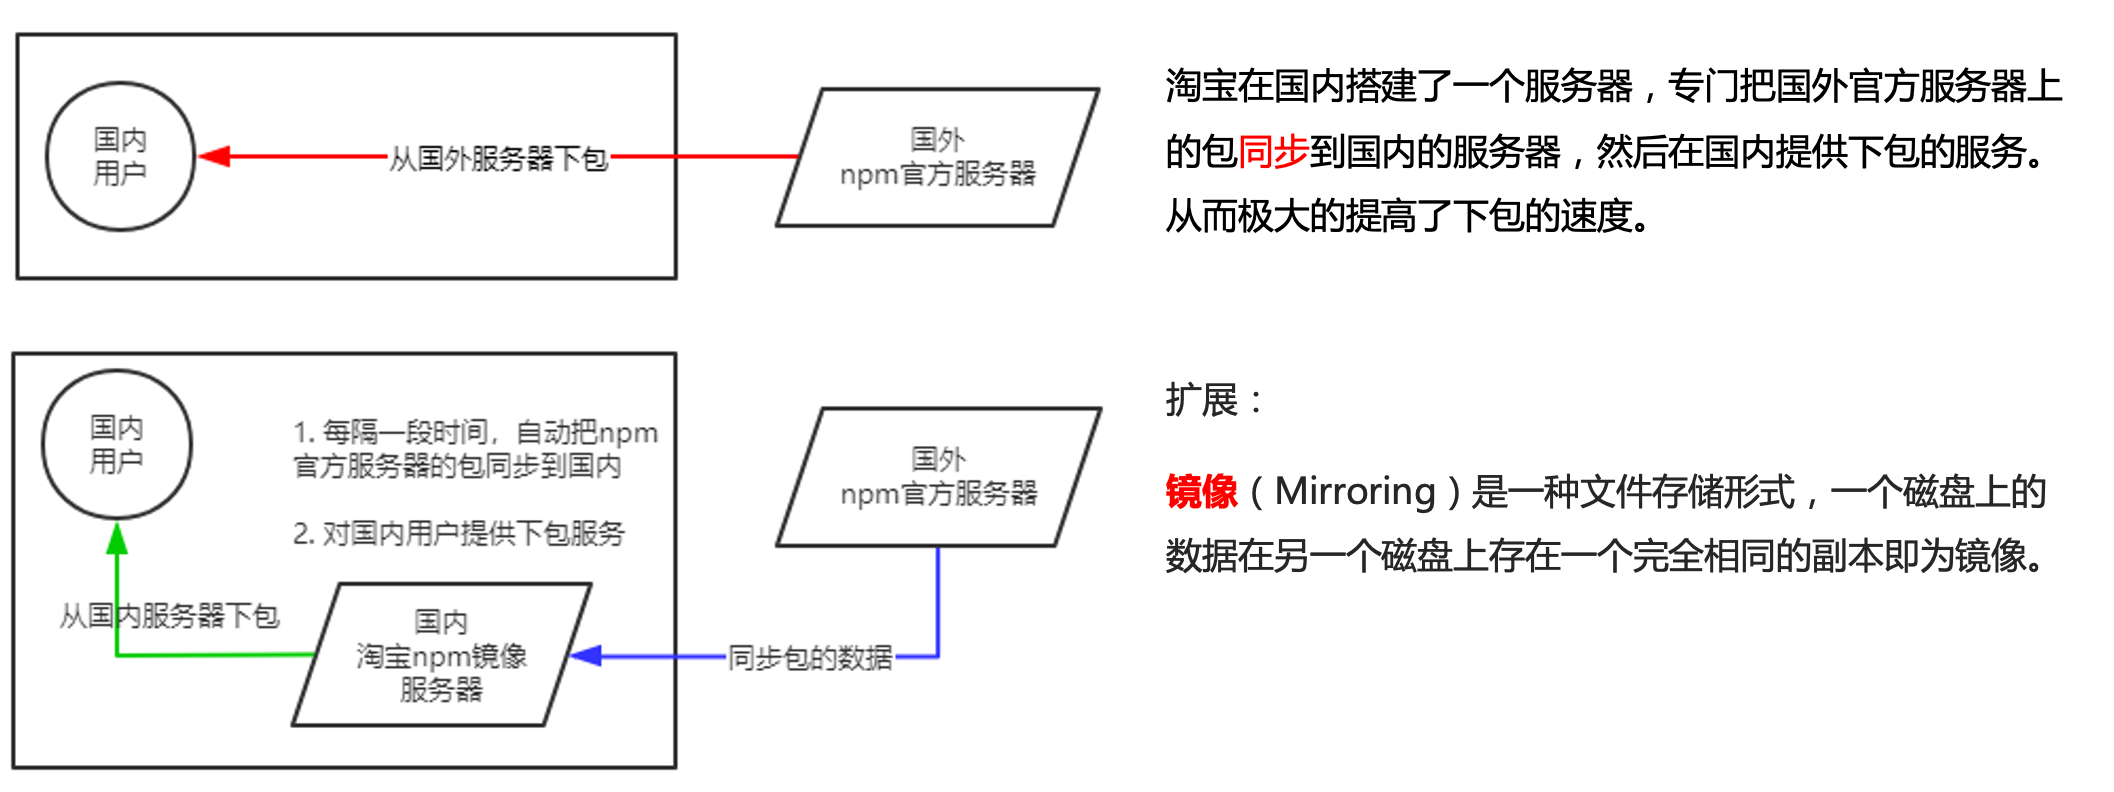 国内
用户
从国外服务器下包
国外
npm官方服务器
淘宝在国内搭建了一个服务器，专门把国外官方服务器上
的包同步到国内的服务器，然后在国内提供下包的服务。
从而极大的提高了下包的速度。
国内
用户
1. 每隔一段时间，自动把npm
官方服务器的包同步到国内
2. 对国内用户提供下包服务
从国内服务器下包
国内
淘宝npm镜像
服务器
国外
npm官方服务器
同步包的数据
扩展：
镜像（Mirroring）是一种文件存储形式，一个磁盘上的
数据在另一个磁盘上存在一个完全相同的副本即为镜像。